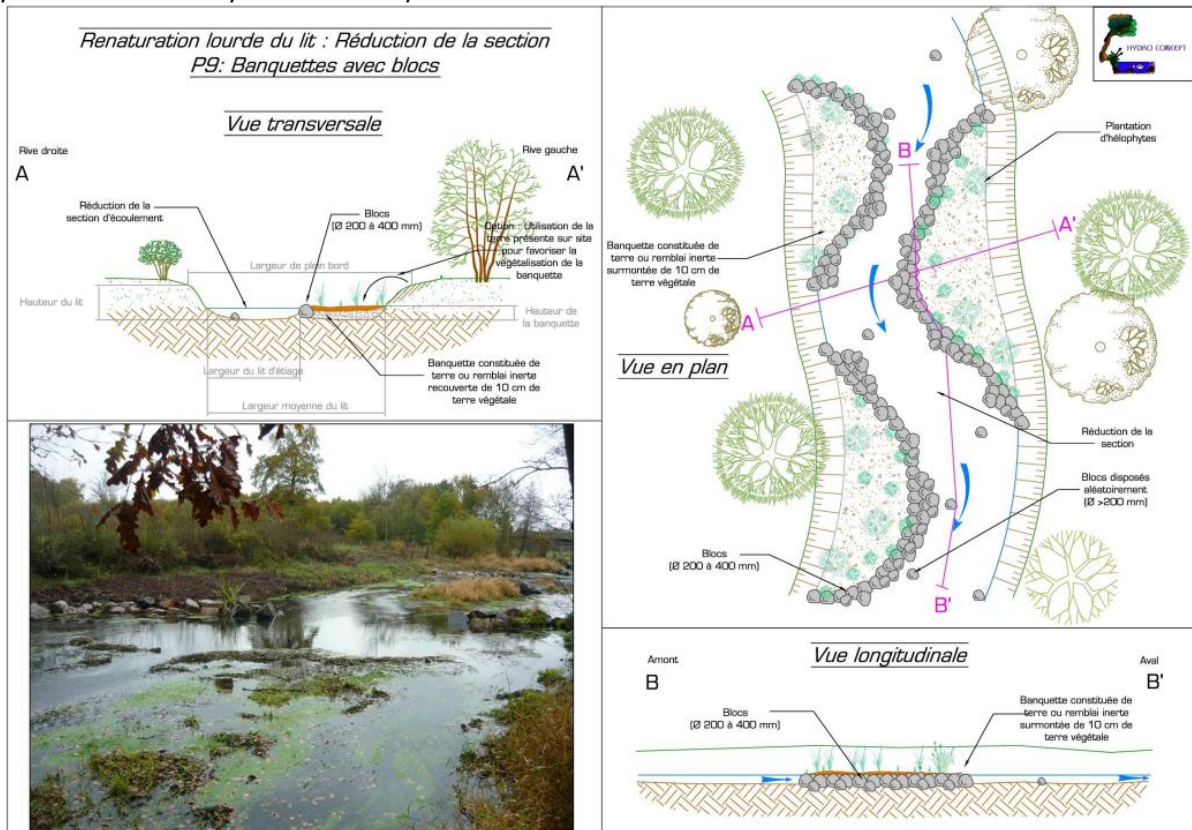 Renaturation lourde du lit : Réduction de la section
P9: Banquettes avec blocs
Vue transversale
Rive droite
Rive gauche
A
A'
Réduction de la
section d'écoulement
Blocs
(Ø 200 à 400 mm)
Option : Utilisation de la
terre présente sur site
pour favoriser la
végétalisation de la
banquette
Largeur de plein bord
Hauteur du lit
Hauteur de
la banquette
Largeur du lit d'étiage
Banquette constituée de
terre ou remblai inerte
recouverte de 10 cm de
terre végétale
Largeur moyenne du lit
HYDRO CONCEPT
Plantation
d'hélophytes
B
A'
Banquette constituée de
terre ou remblai inerte
surmontée de 10 cm de
terre végétale
A
Vue en plan
Réduction de la
section
Blocs disposés
aléatoirement
(Ø >200 mm)
Blocs
(Ø 200 à 400 mm)
B'
Vue longitudinale
Amont
Aval
B
B'
Blocs
(Ø 200 à 400 mm)
Banquette constituée de
terre ou remblai inerte
surmontée de 10 cm de
terre végétale